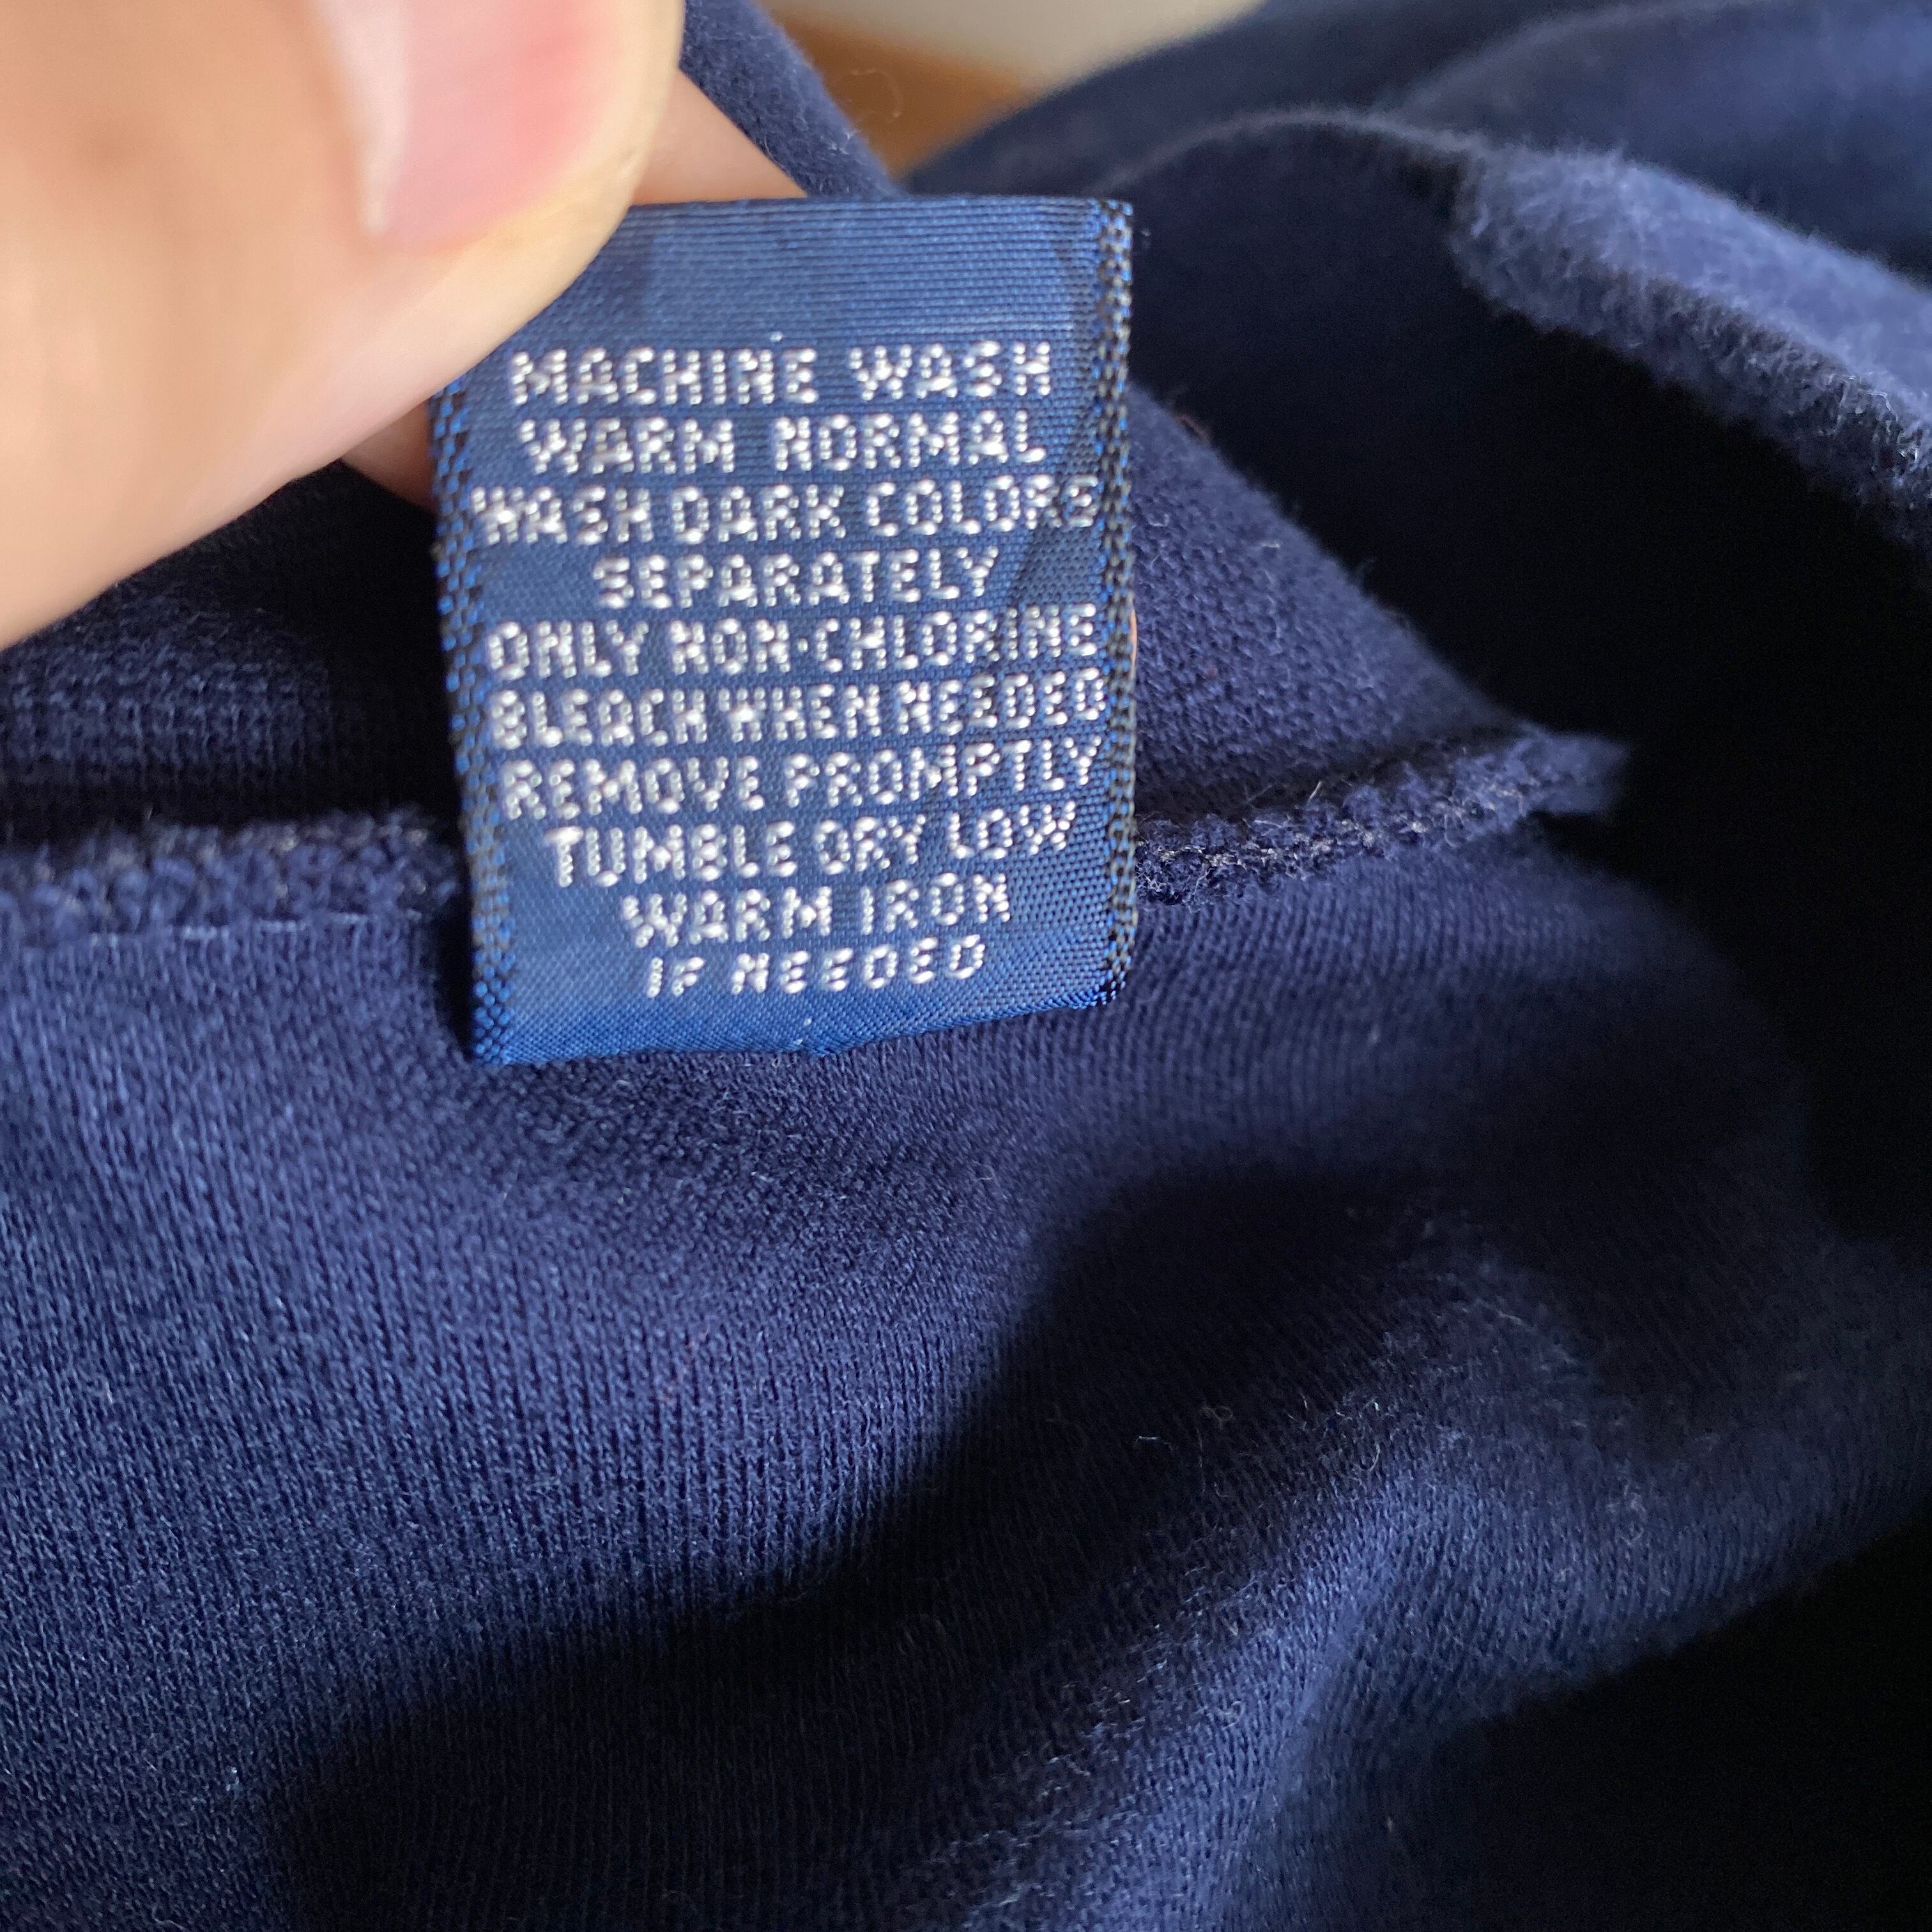 MACHINE WASH
WARM NORMAL
WASH DARK COLORS
SEPARATELY
ONLY NON-CHLORINE
BLEACH WHEN NEEDED
REMOVE PROMPTLY
TUMBLE DRY LOW
WARM IRON
IF NEEDED